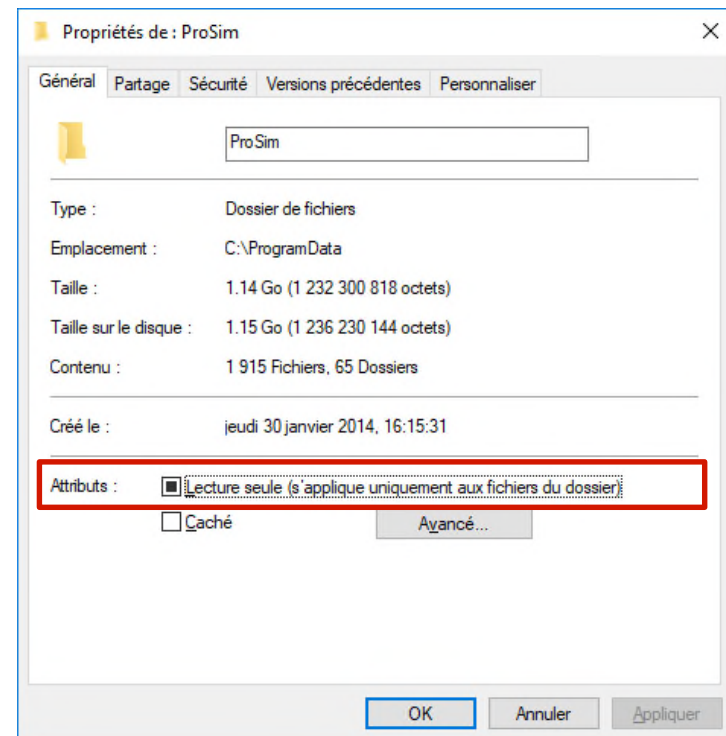 Propriétés de : ProSim
Général Partage Sécurité Versions précédentes Personnaliser
ProSim
Type : Dossier de fichiers
Emplacement : C:\ProgramData
Taille : 1.14 Go (1 232 300 818 octets)
Taille sur le disque : 1.15 Go (1 236 230 144 octets)
Contenu : 1 915 Fichiers, 65 Dossiers
Créé le : jeudi 30 janvier 2014, 16:15:31
Attributs : Lecture seule (s'applique uniquement aux fichiers du dossier)
Caché Avancé...
OK Annuler Appliquer